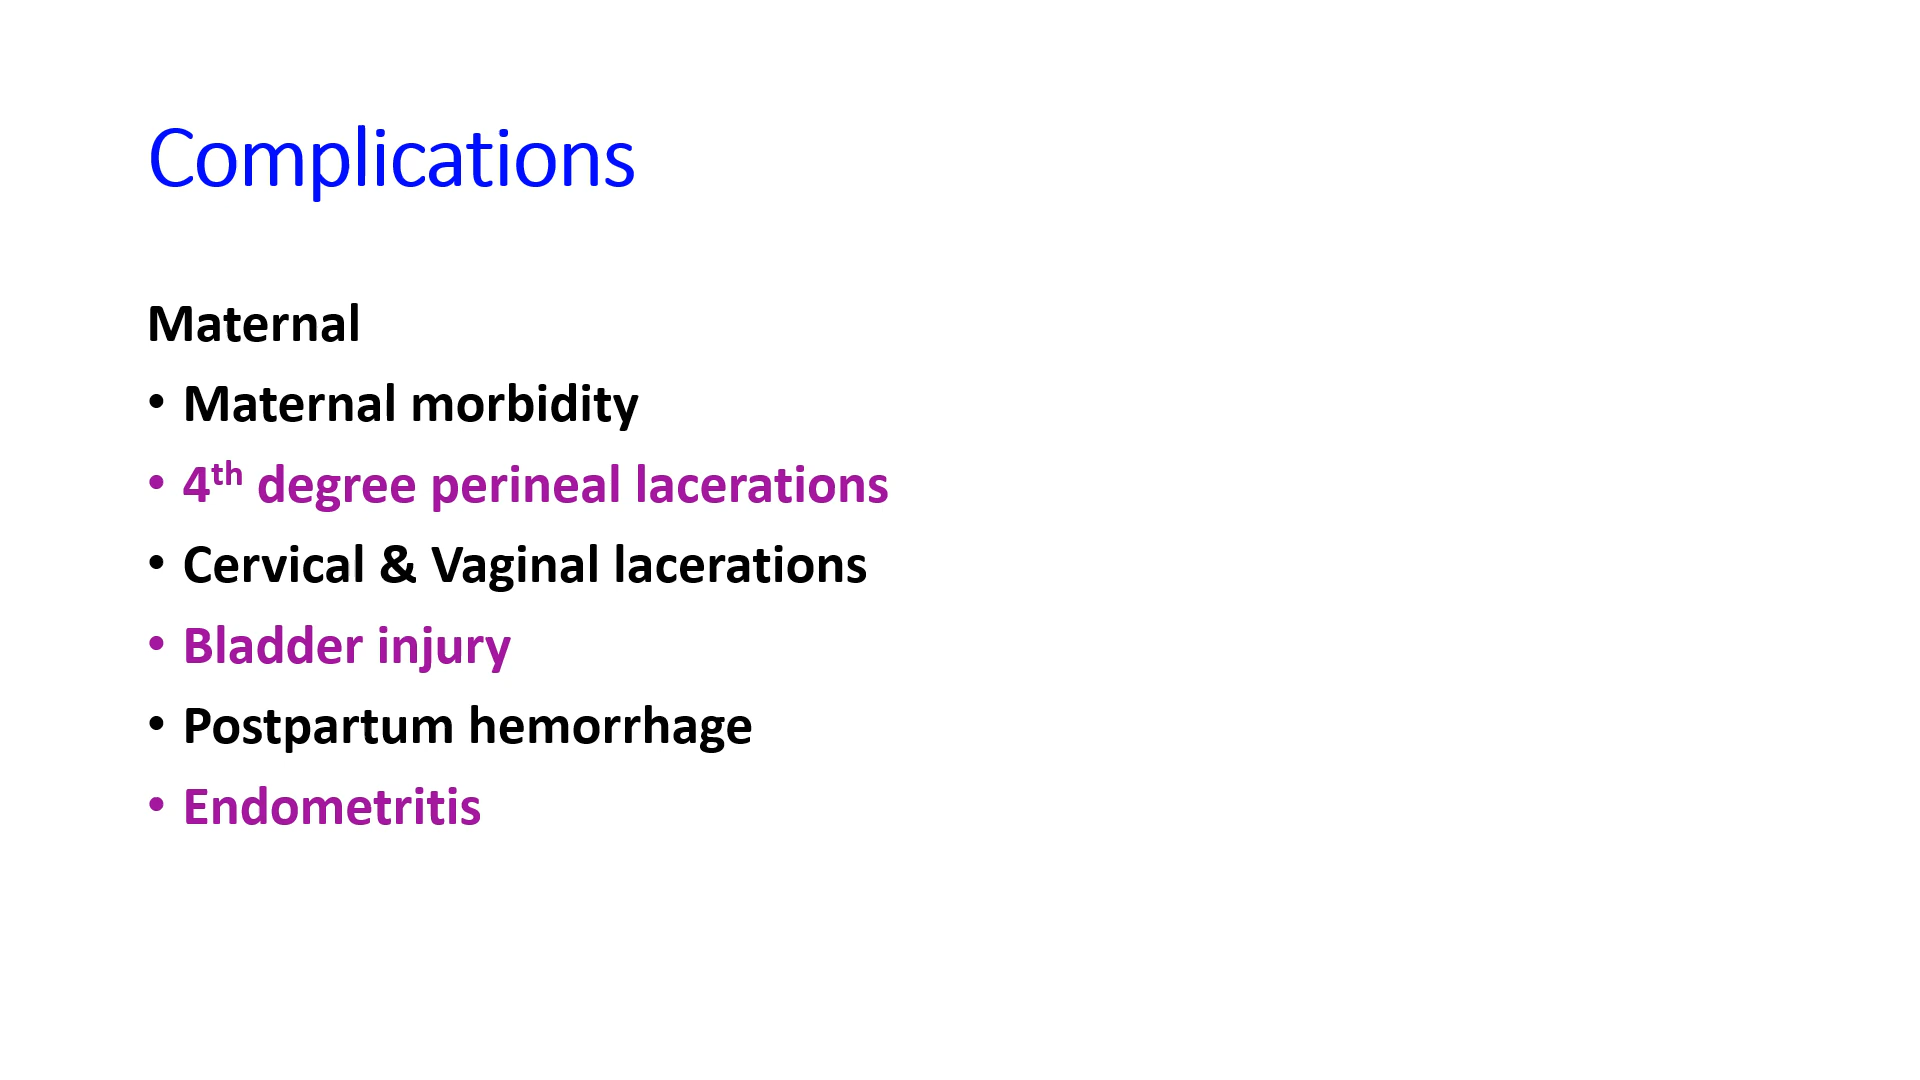 Complications
Maternal
• Maternal morbidity
• 4th degree perineal lacerations
• Cervical & Vaginal lacerations
• Bladder injury
• Postpartum hemorrhage
• Endometritis